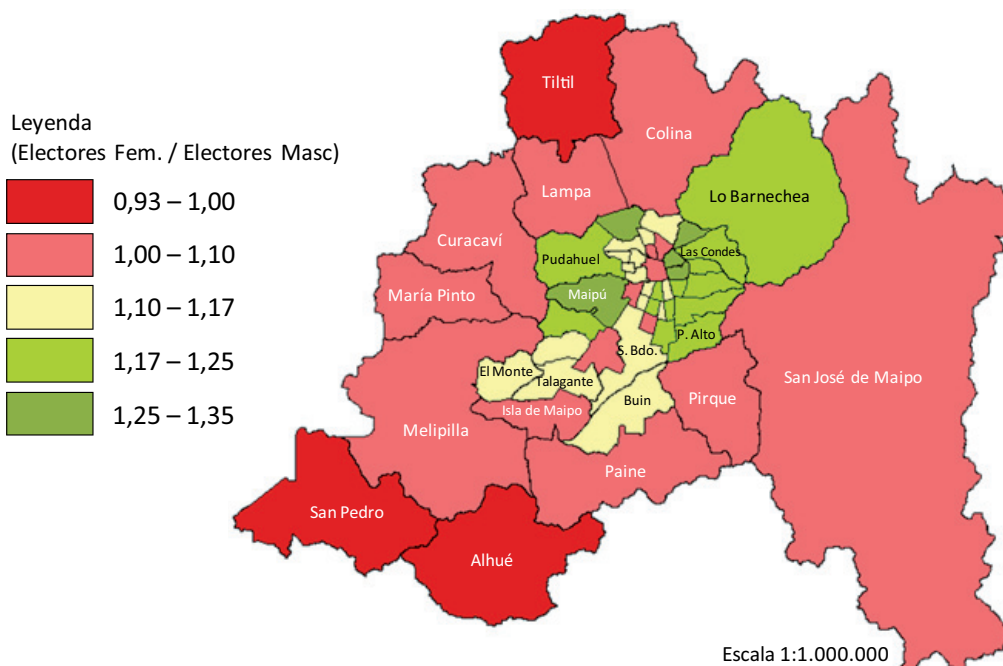 Leyenda
(Electores Fem. / Electores Masc)
0,93 – 1,00
1,00 – 1,10
1,10 – 1,17
1,17 – 1,25
1,25 – 1,35
Tiltil
Colina
Lampa
Lo Barnechea
Curacaví
Pudahuel
Las Condes
María Pinto
Maipú
P. Alto
S. Bdo.
El Monte
Talagante
San José de Maipo
Buin
Pirque
Isla de Maipo
Melipilla
Paine
San Pedro
Alhué
Escala 1:1.000.000